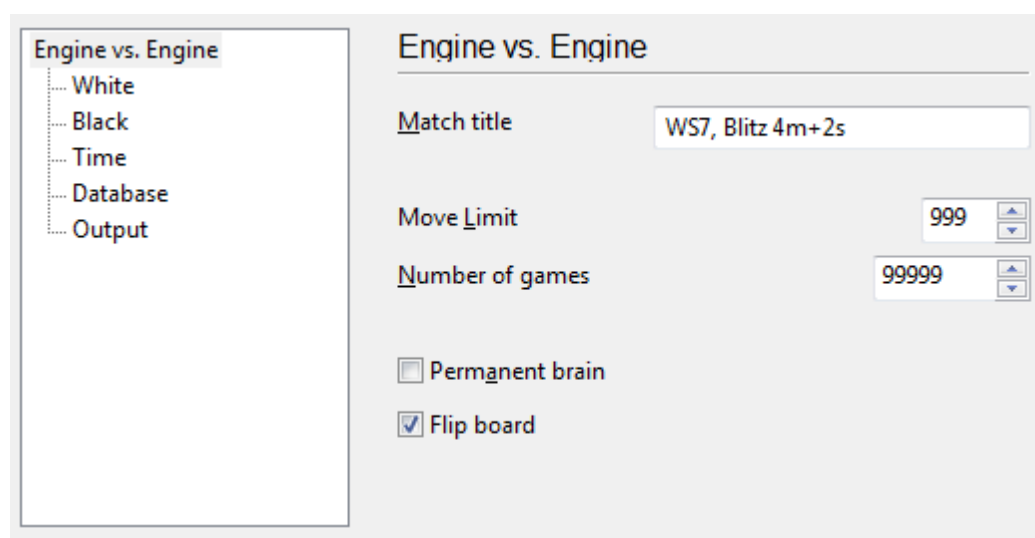 Engine vs. Engine
White
Black
Time
Database
Output
Engine vs. Engine
Match title WS7, Blitz 4m+2s
Move Limit 999
Number of games 99999
Permanent brain
Flip board